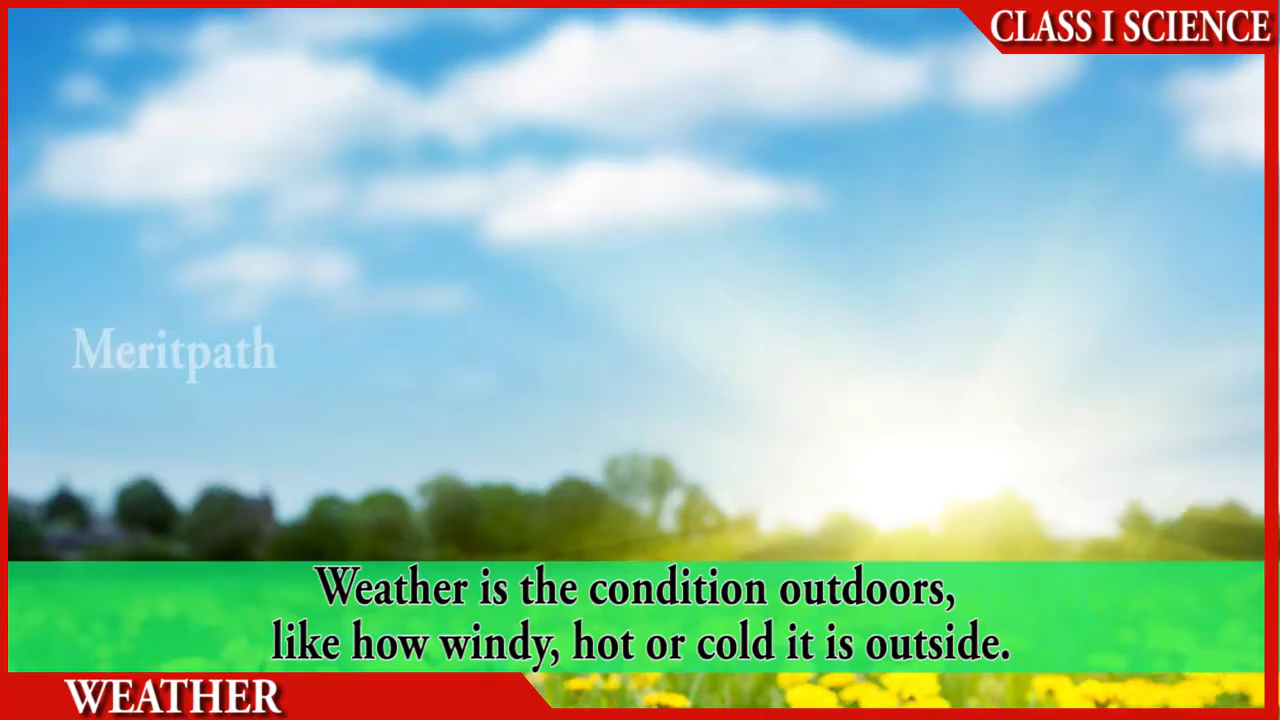 CLASS I SCIENCE
Meritpath
Weather is the condition outdoors,
like how windy, hot or cold it is outside.
WEATHER